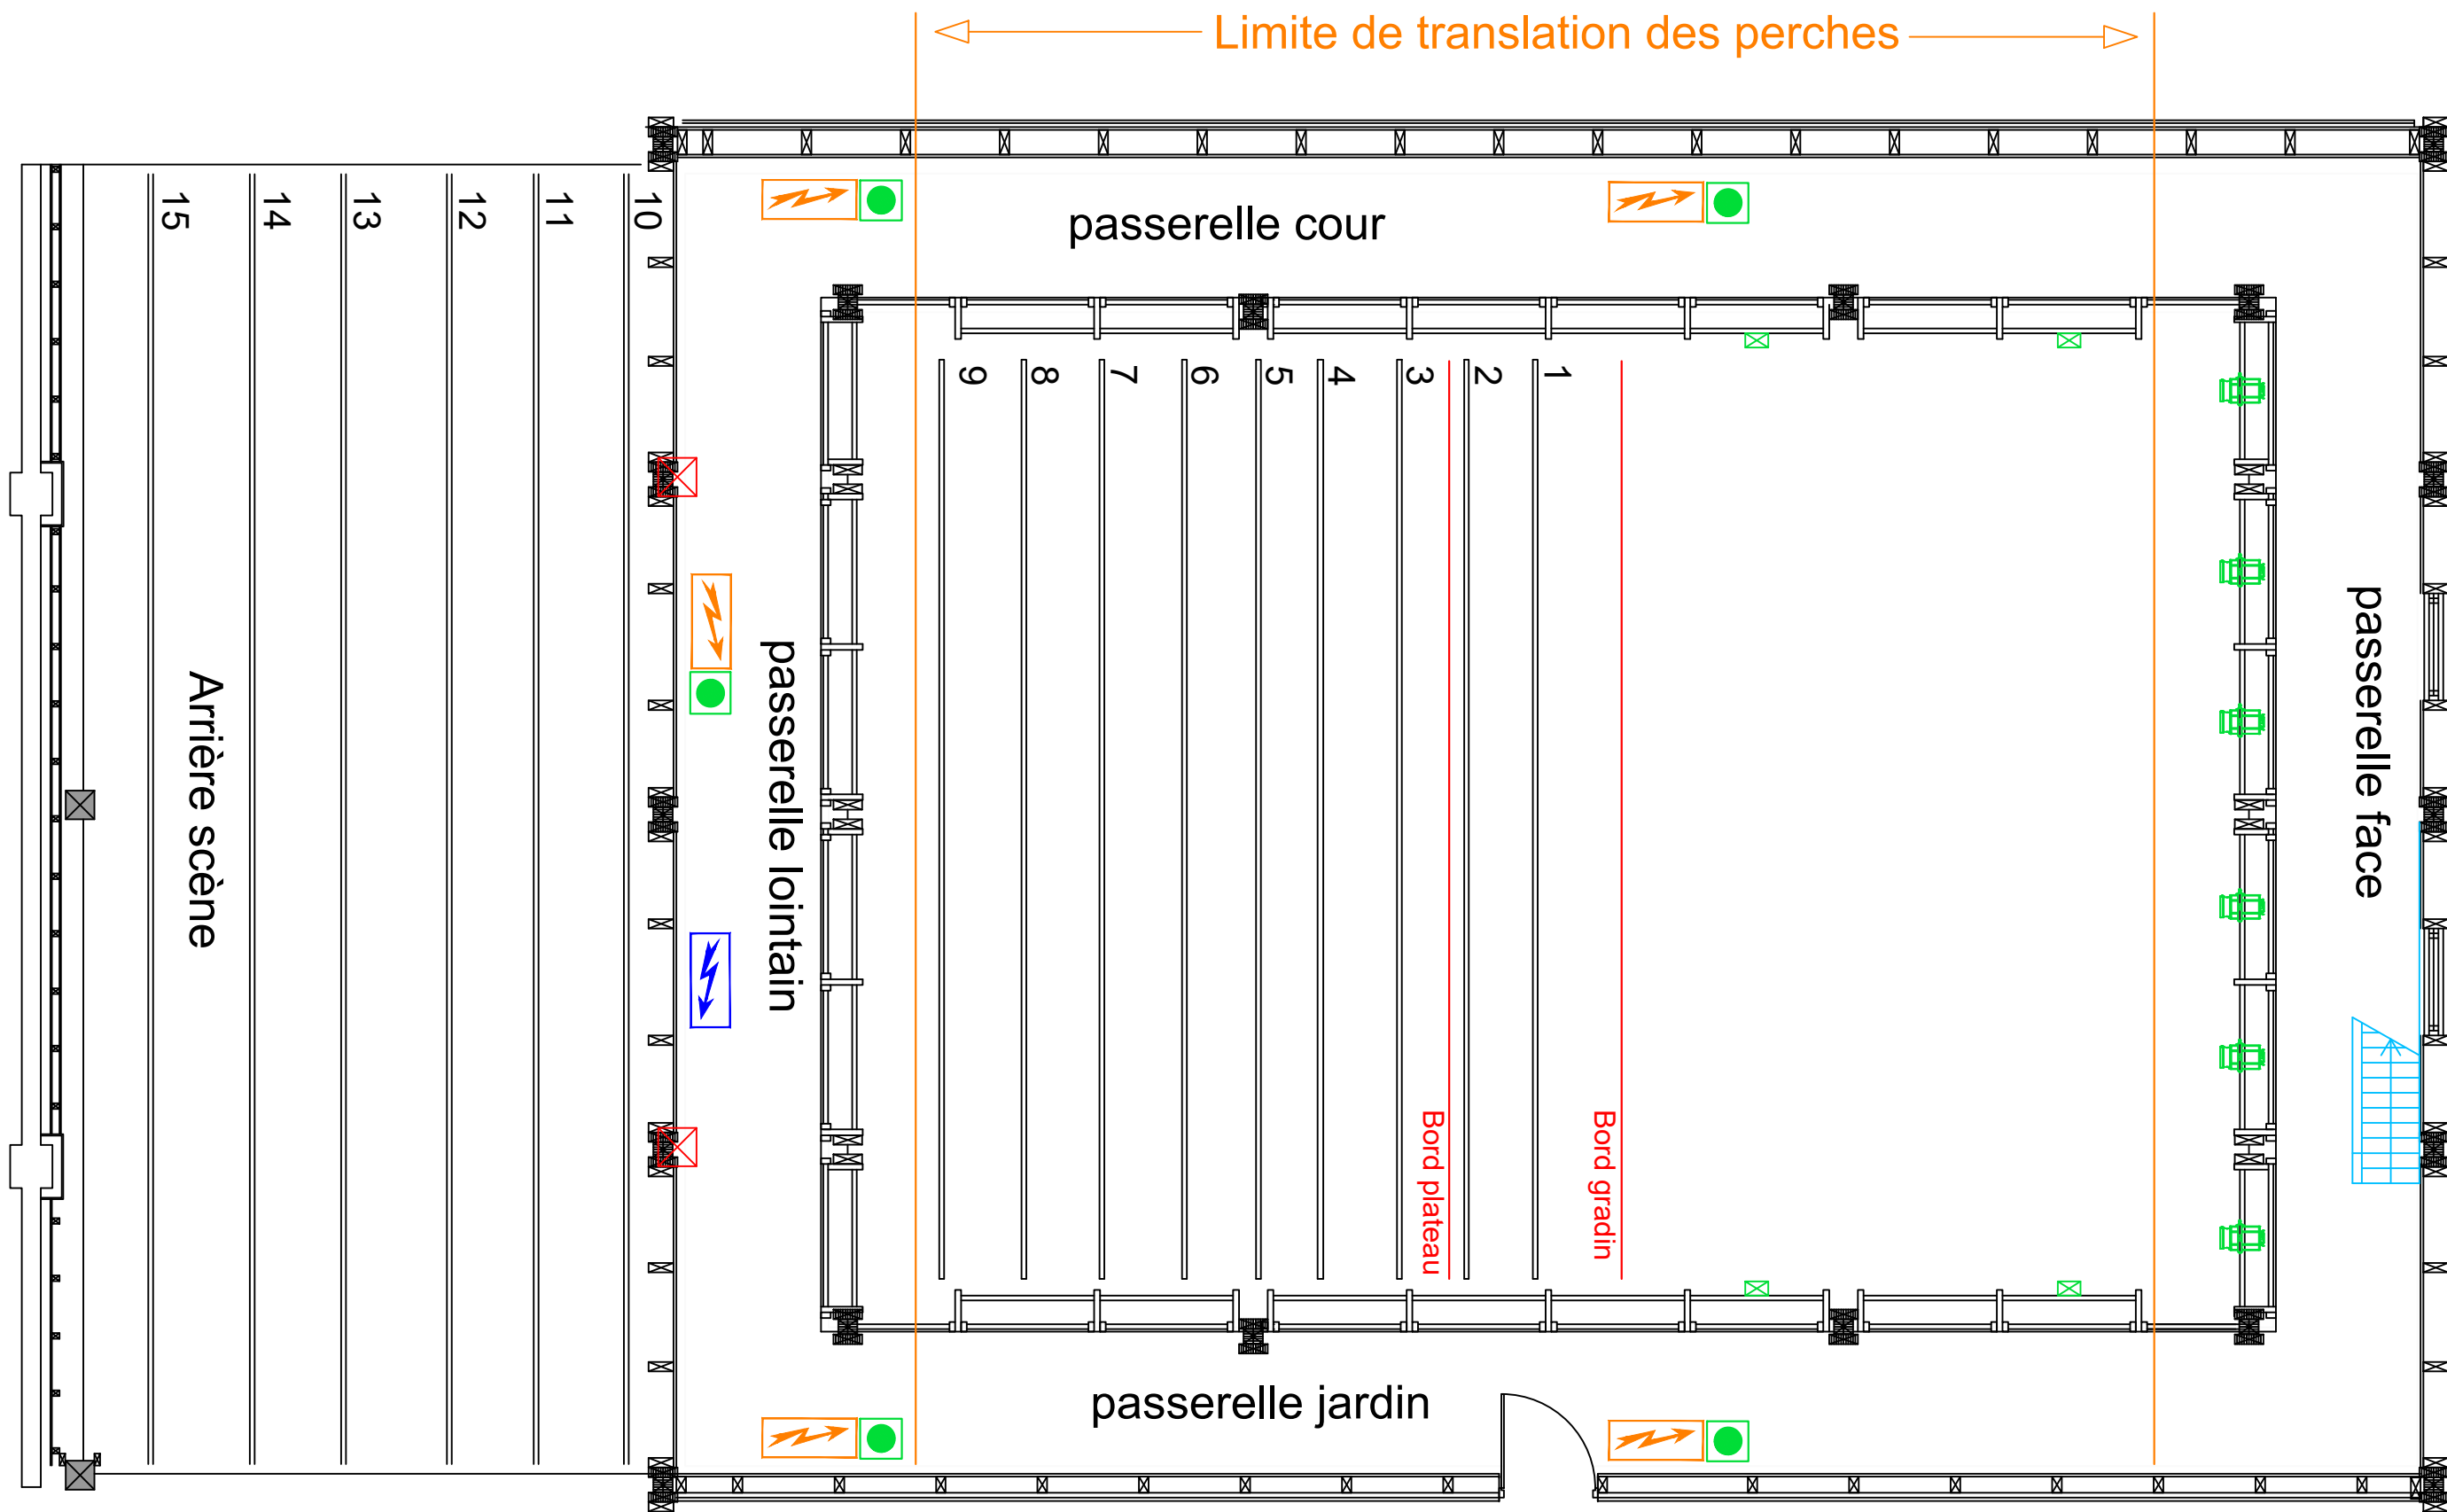 Limite de translation des perches
passerelle cour
15
14
13
12
11
10
9
8
7
6
5
4
3
2
1
Arrière scène
passerelle lointain
passerelle face
Bord plateau
Bord gradin
passerelle jardin